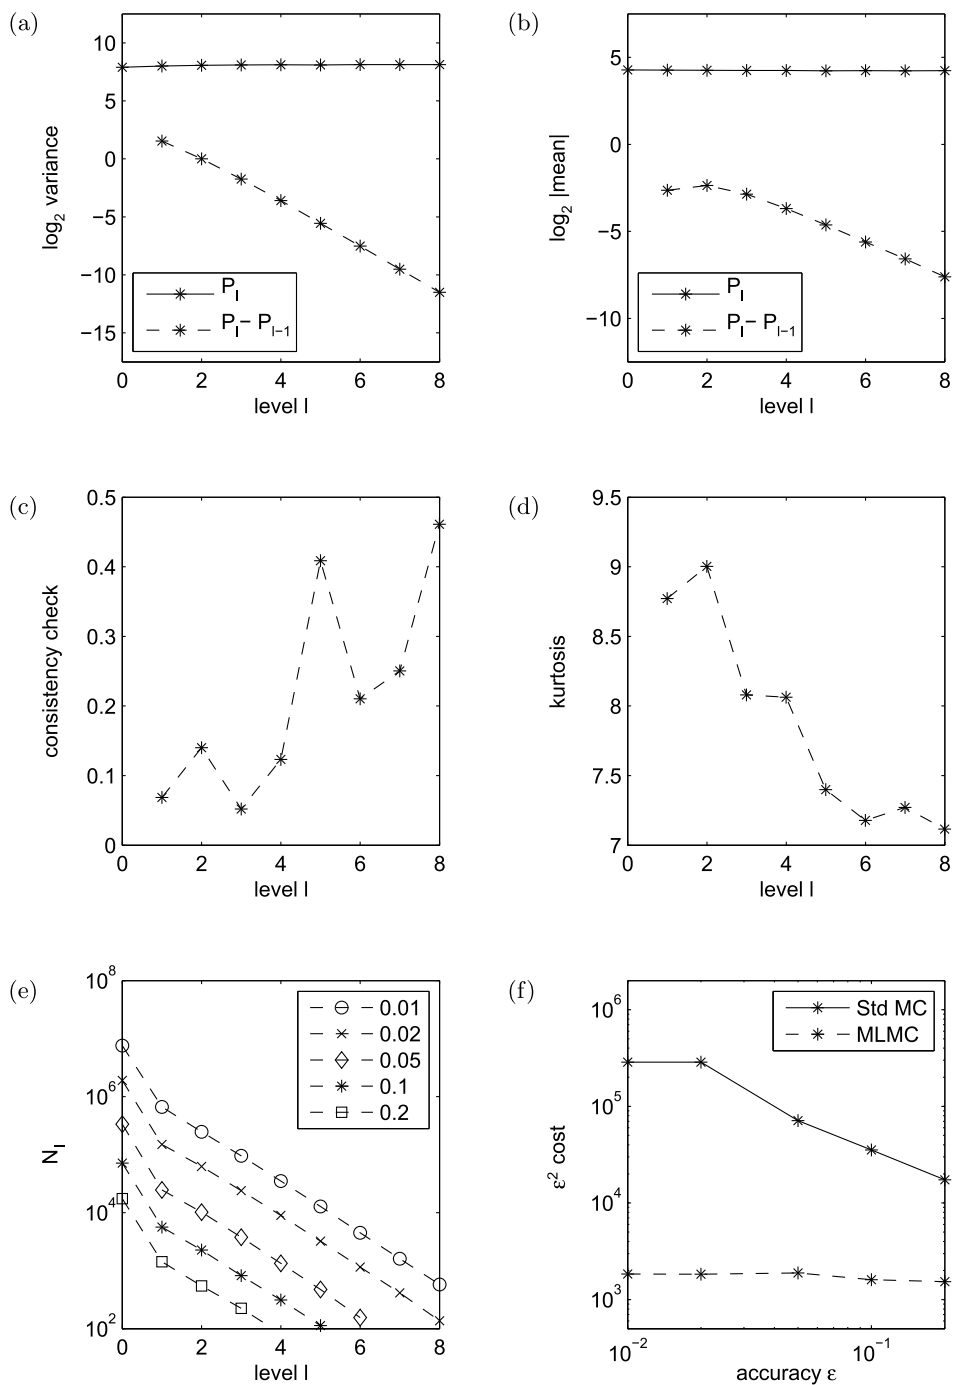 (a)
10
5
0
−5
−10
−15
log2 variance
P_l
P_l − P_l−1
0 2 4 6 8
level l
(b)
5
0
−5
−10
log2 |mean|
P_l
P_l − P_l−1
0 2 4 6 8
level l
(c)
0.5
0.4
0.3
0.2
0.1
0
consistency check
0 2 4 6 8
level l
(d)
9.5
9
8.5
8
7.5
7
kurtosis
0 2 4 6 8
level l
(e)
10^8
10^6
10^4
10^2
N_l
0.01
0.02
0.05
0.1
0.2
0 2 4 6 8
level l
(f)
10^6
10^5
10^4
10^3
ε^2 cost
Std MC
MLMC
10^−2 10^−1
accuracy ε